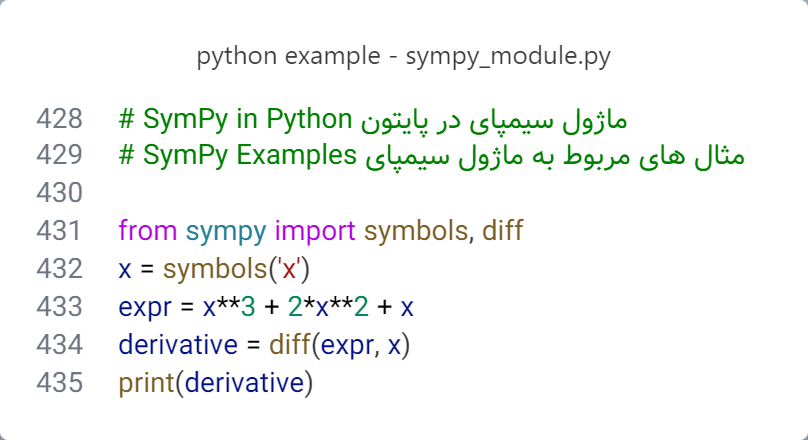 python example - sympy_module.py
428 # SymPy in Python ماژول سیمپای در پایتون
429 # SymPy Examples مثال های مربوط به ماژول سیمپای
430
431 from sympy import symbols, diff
432 x = symbols('x')
433 expr = x**3 + 2*x**2 + x
434 derivative = diff(expr, x)
435 print(derivative)